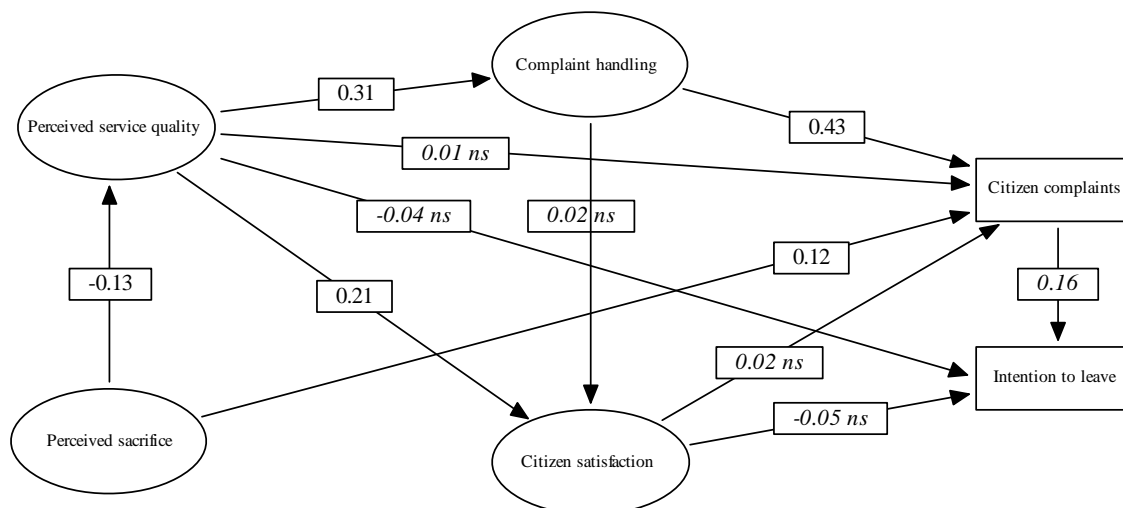 Complaint handling
0.31
Perceived service quality
0.43
0.01 ns
Citizen complaints
-0.04 ns
0.02 ns
0.12
-0.13
0.21
0.16
0.02 ns
Intention to leave
-0.05 ns
Perceived sacrifice
Citizen satisfaction